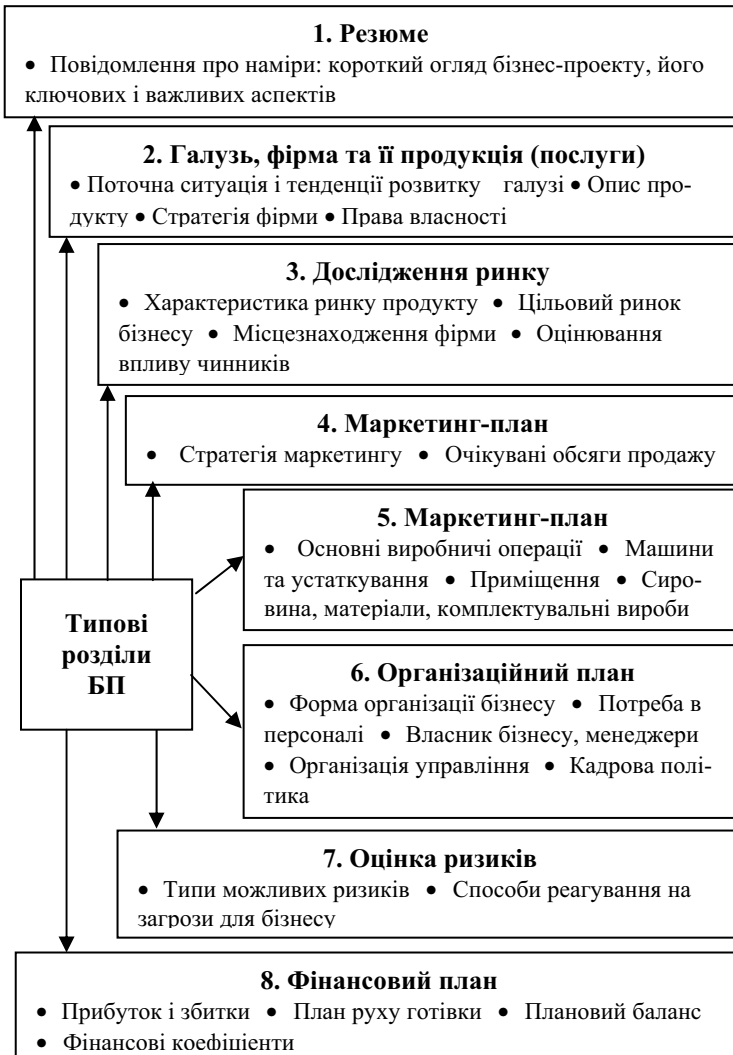 1. Резюме
• Повідомлення про наміри: короткий огляд бізнес-проекту, його
ключових і важливих аспектів
2. Галузь, фірма та її продукція (послуги)
• Поточна ситуація і тенденції розвитку галузі • Опис про-
дукту • Стратегія фірми • Права власності
3. Дослідження ринку
• Характеристика ринку продукту • Цільовий ринок
бізнесу • Місцезнаходження фірми • Оцінювання
впливу чинників
4. Маркетинг-план
• Стратегія маркетингу • Очікувані обсяги продажу
5. Маркетинг-план
• Основні виробничі операції • Машини
та устаткування • Приміщення • Сиро-
вина, матеріали, комплектувальні вироби
Типові
розділи
БП
6. Організаційний план
• Форма організації бізнесу • Потреба в
персоналі • Власник бізнесу, менеджери
• Організація управління • Кадрова полі-
тика
7. Оцінка ризиків
• Типи можливих ризиків • Способи реагування на
загрози для бізнесу
8. Фінансовий план
• Прибуток і збитки • План руху готівки • Плановий баланс
• Фінансові коефіцієнти